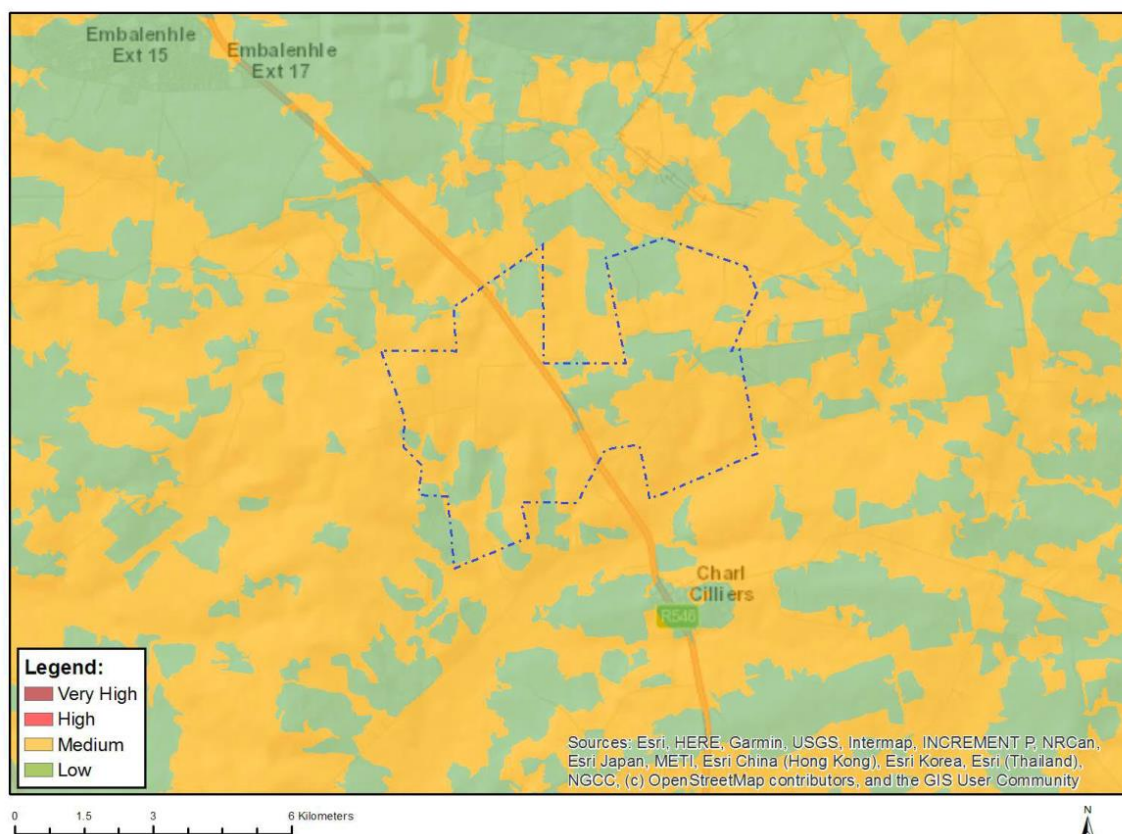 Embalenhle
Ext 15
Embalenhle
Ext 17
Charl
Cilliers
R546
Legend:
Very High
High
Medium
Low
Sources: Esri, HERE, Garmin, USGS, Intermap, INCREMENT P, NRCan,
Esri Japan, METI, Esri China (Hong Kong), Esri Korea, Esri (Thailand),
NGCC, (c) OpenStreetMap contributors, and the GIS User Community
0 1.5 3 6 Kilometers
N